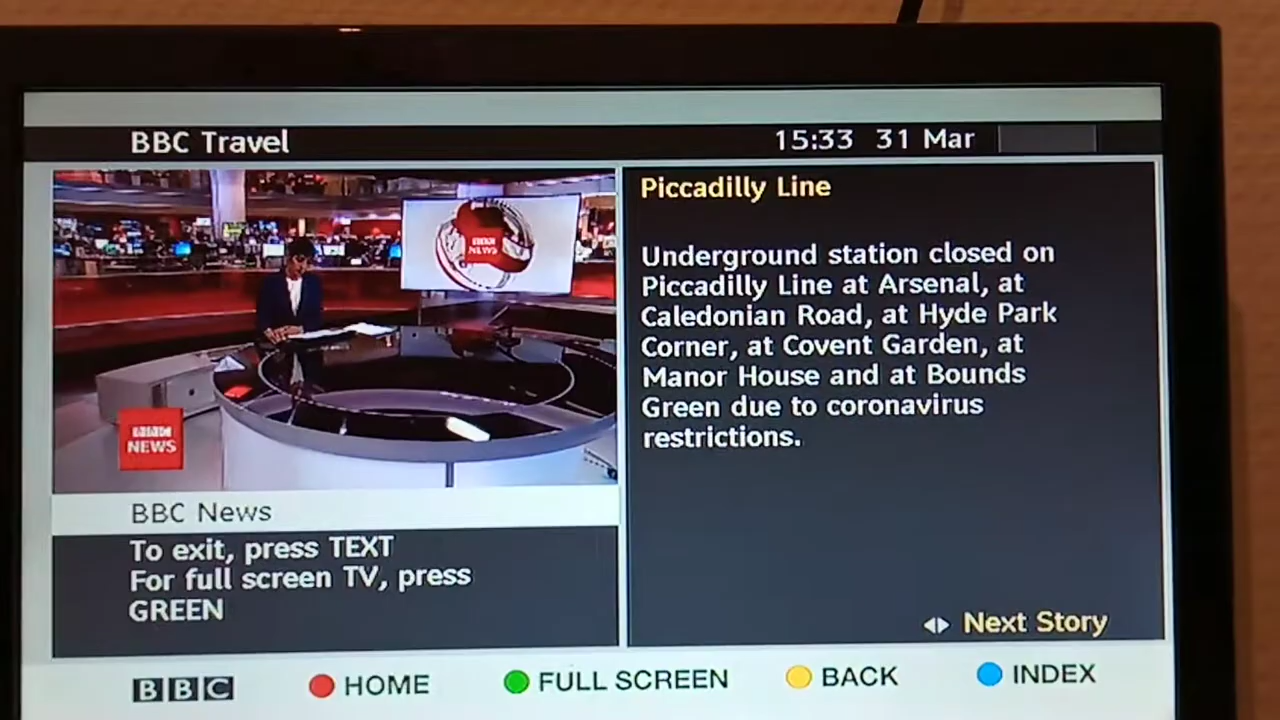 BBC Travel
15:33 31 Mar
BBC
NEWS
BBC
NEWS
BBC News
To exit, press TEXT
For full screen TV, press
GREEN
Piccadilly Line
Underground station closed on
Piccadilly Line at Arsenal, at
Caledonian Road, at Hyde Park
Corner, at Covent Garden, at
Manor House and at Bounds
Green due to coronavirus
restrictions.
Next Story
BBC HOME FULL SCREEN BACK INDEX